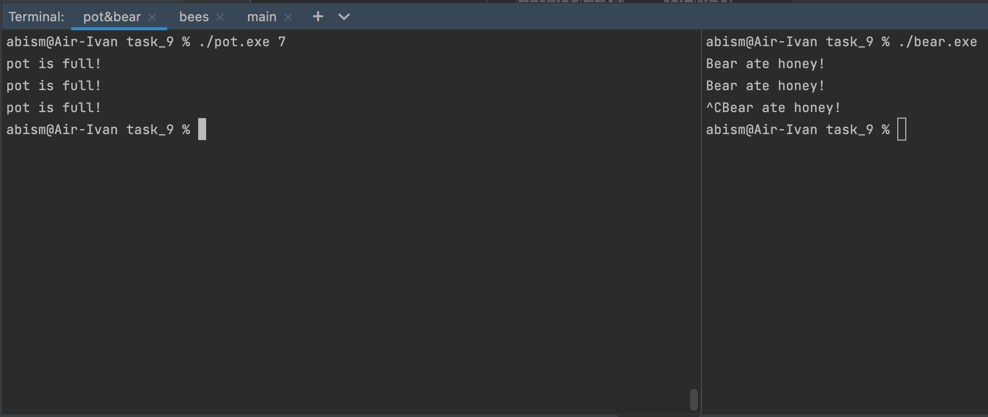 Terminal: pot&bear × bees × main × +
abism@Air-Ivan task_9 % ./pot.exe 7
pot is full!
pot is full!
pot is full!
abism@Air-Ivan task_9 %
abism@Air-Ivan task_9 % ./bear.exe
Bear ate honey!
Bear ate honey!
^CBear ate honey!
abism@Air-Ivan task_9 %